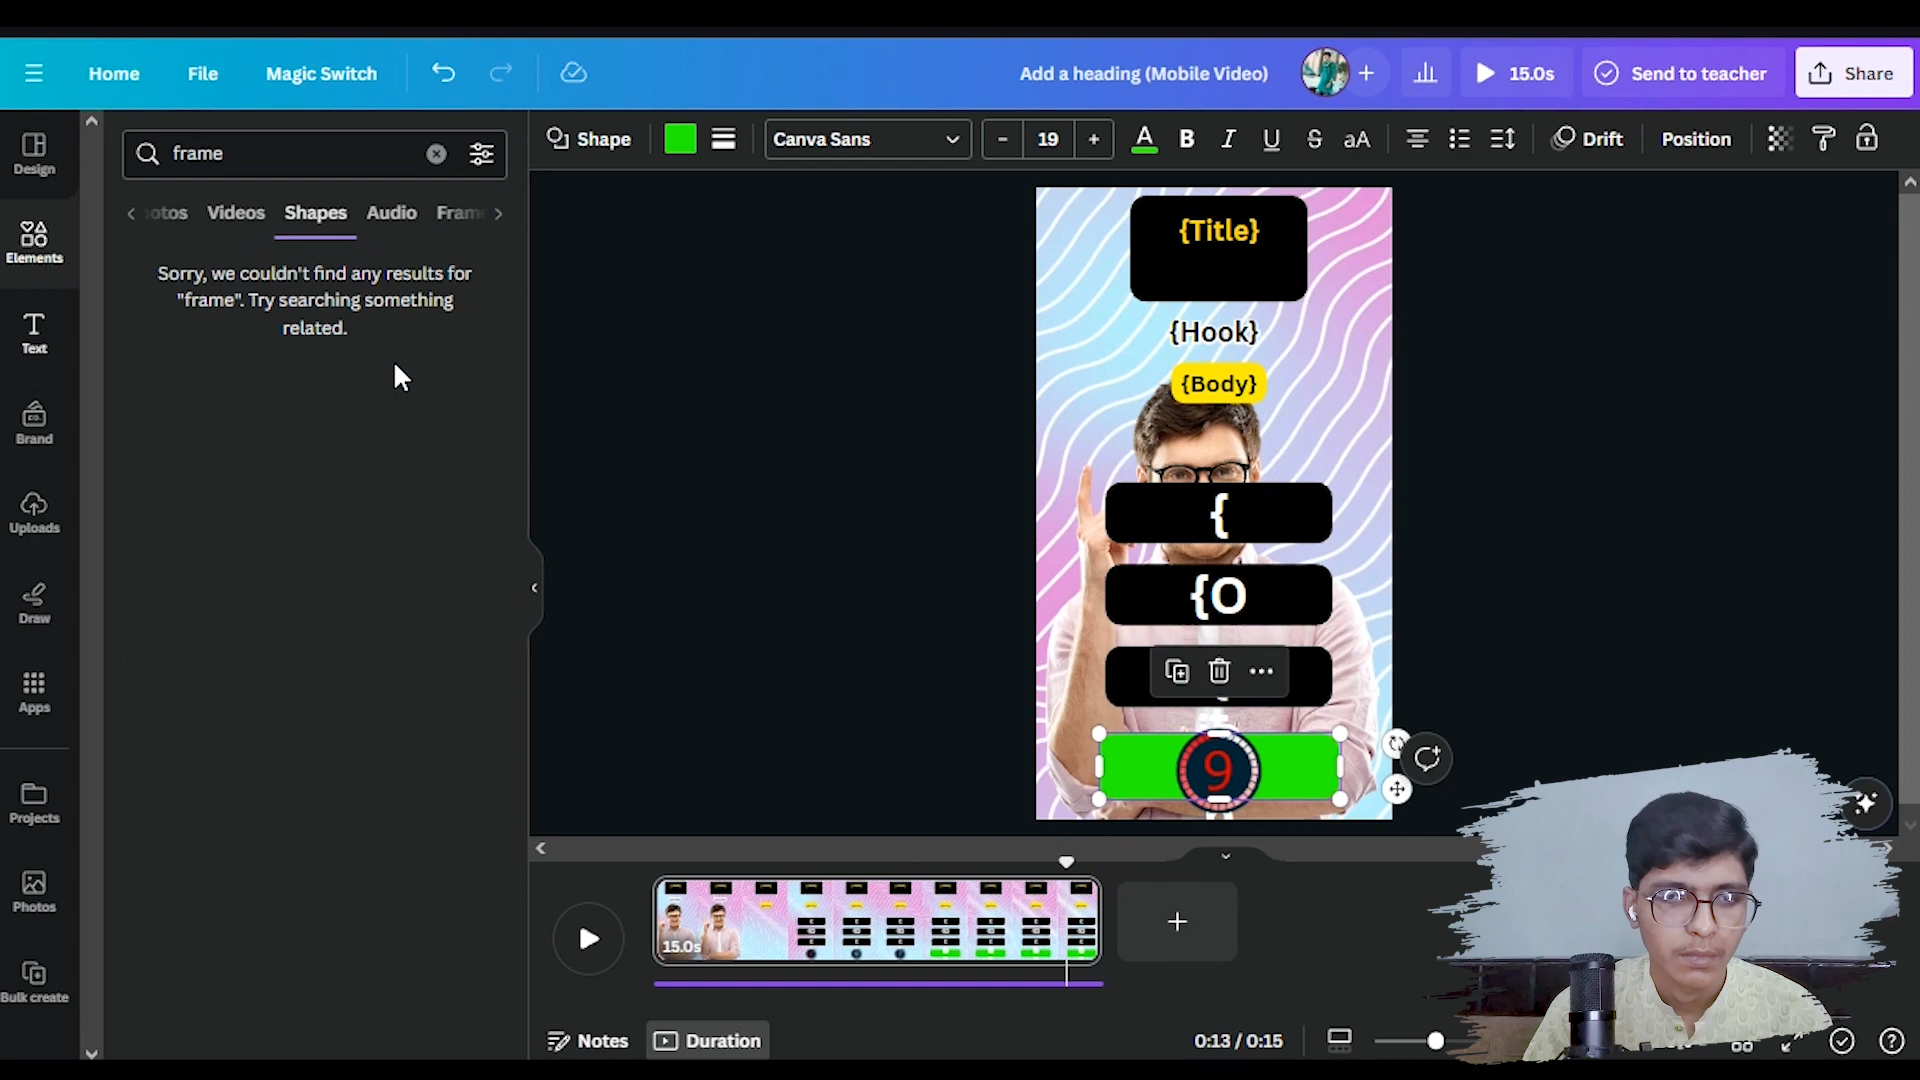 Home
File
Magic Switch
Add a heading (Mobile Video)
15.0s
Send to teacher
Share
frame
otos
Videos
Shapes
Audio
Fram
Sorry, we couldn't find any results for
"frame". Try searching something
related.
Design
Elements
Text
Brand
Uploads
Draw
Apps
Projects
Photos
Bulk create
Shape
Canva Sans
- 19 +
A B I U S aA
Drift
Position
{Title}
{Hook}
{Body}
{
{O
9
15.0s
Notes
Duration
0:13 / 0:15